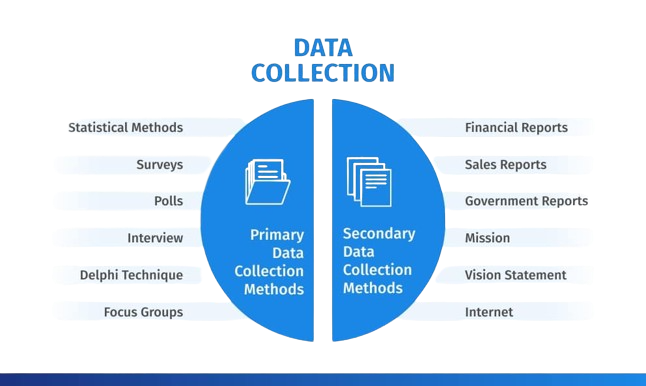 DATA
COLLECTION
Statistical Methods
Surveys
Polls
Interview
Delphi Technique
Focus Groups
Primary
Data
Collection
Methods
Secondary
Data
Collection
Methods
Financial Reports
Sales Reports
Government Reports
Mission
Vision Statement
Internet